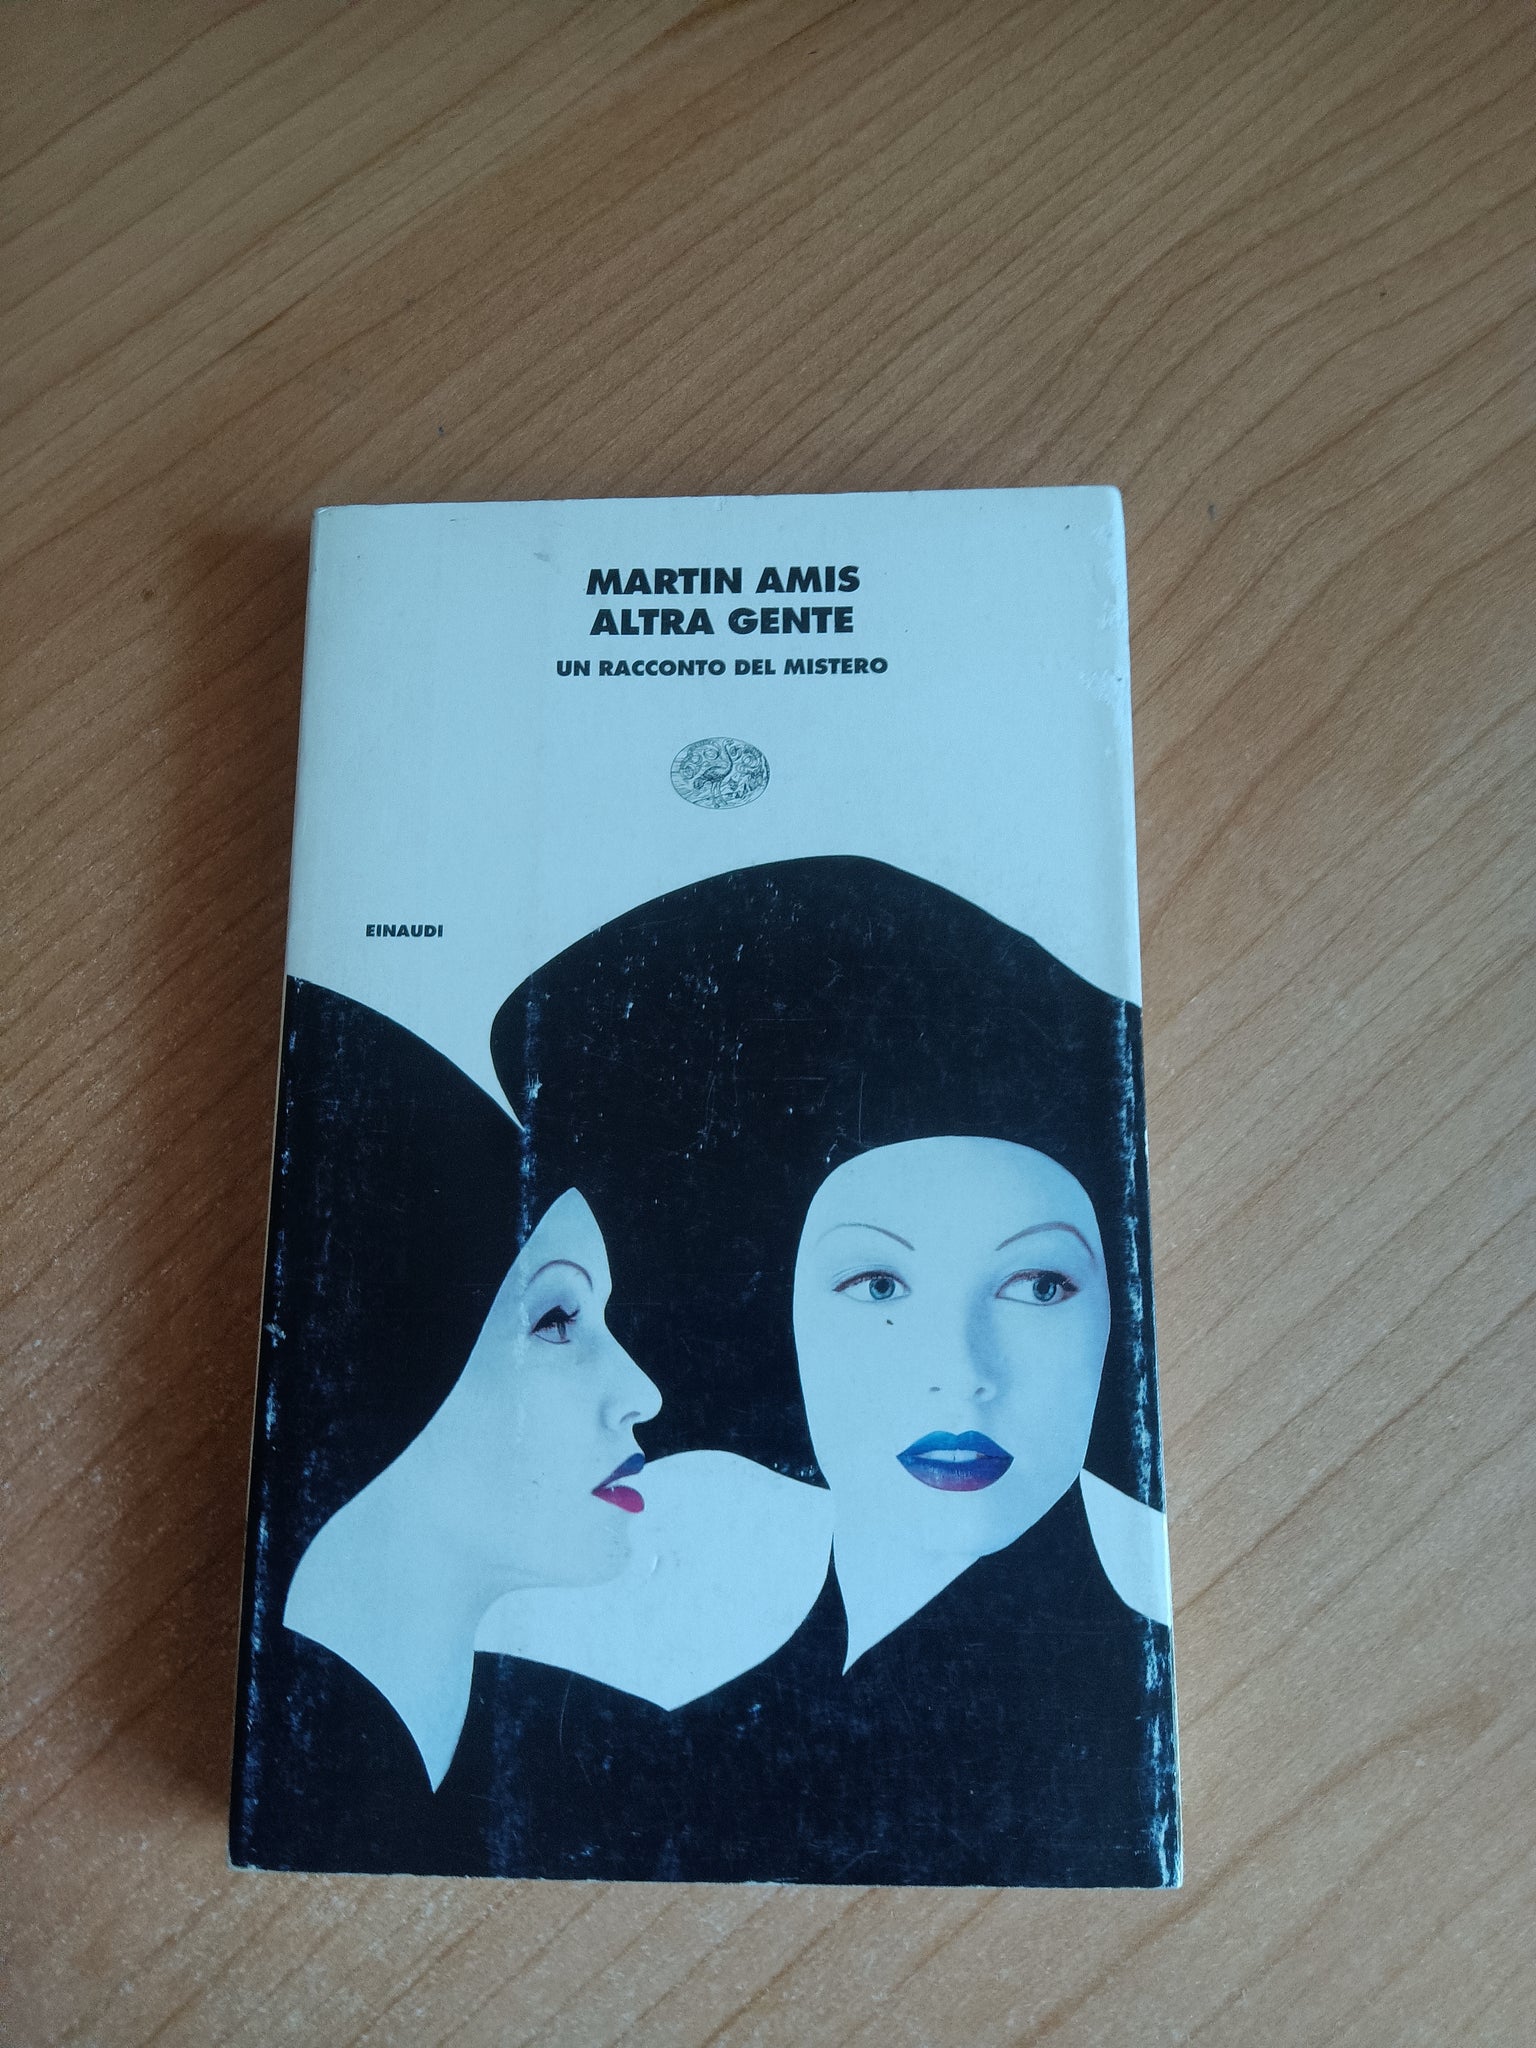 MARTIN AMIS
ALTRA GENTE
UN RACCONTO DEL MISTERO
EINAUDI